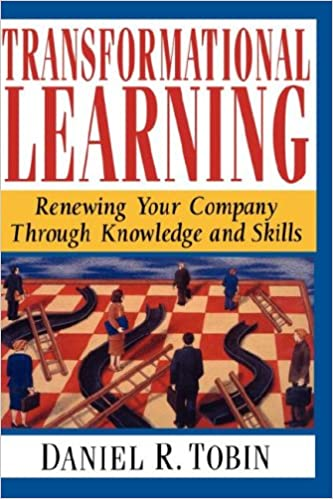 TRANSFORMATIONAL
LEARNING
Renewing Your Company
Through Knowledge and Skills
DANIEL R. TOBIN